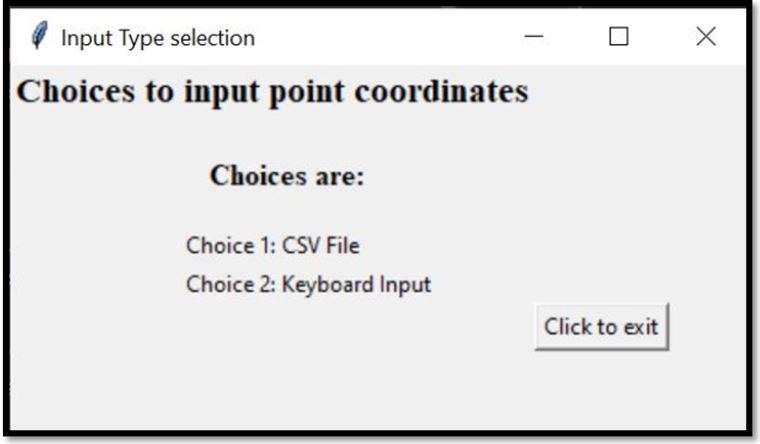 Input Type selection
Choices to input point coordinates
Choices are:
Choice 1: CSV File
Choice 2: Keyboard Input
Click to exit